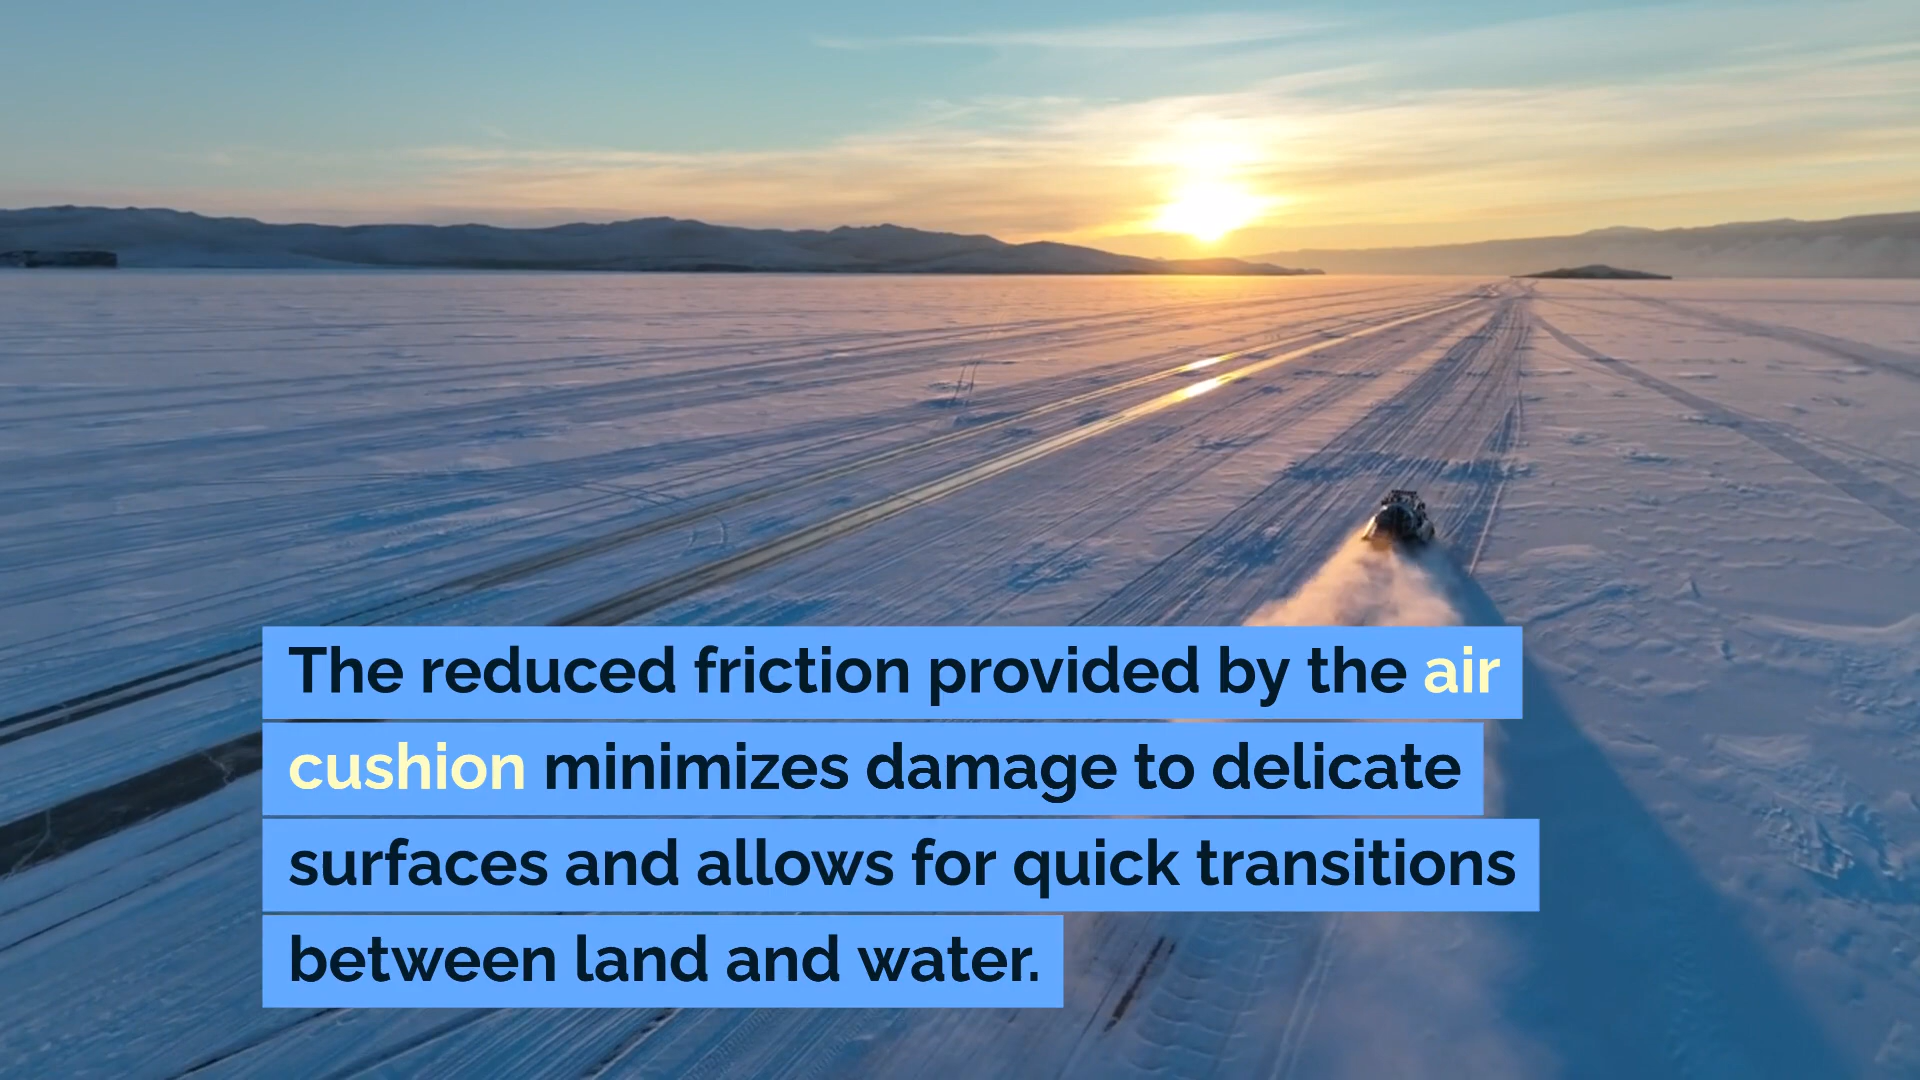 The reduced friction provided by the air
cushion minimizes damage to delicate
surfaces and allows for quick transitions
between land and water.